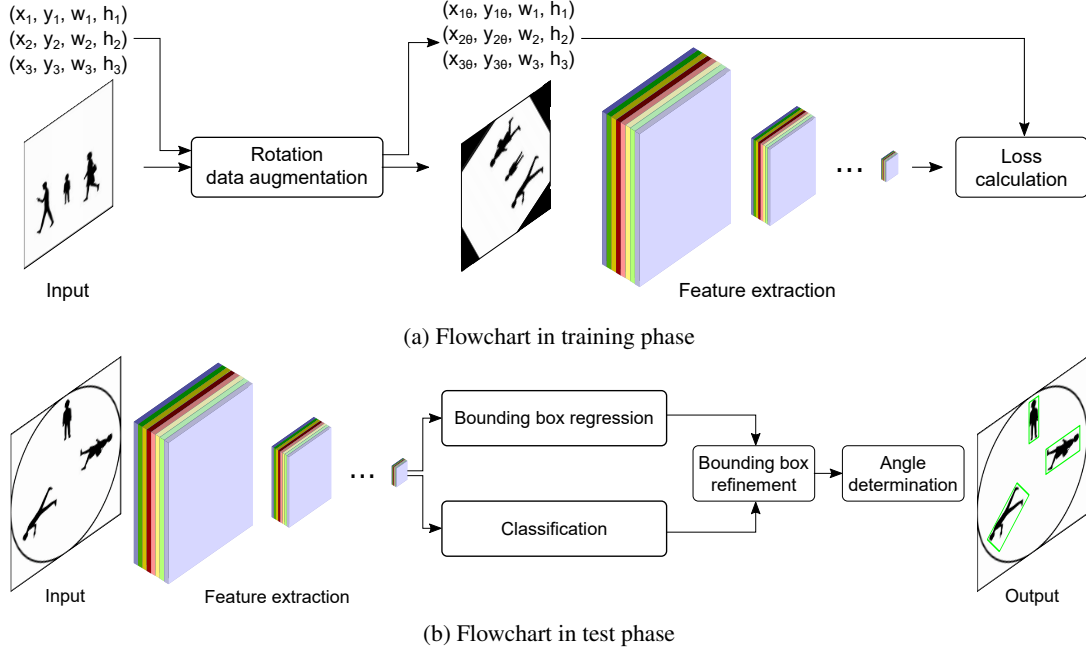 (x₁, y₁, w₁, h₁)
(x₂, y₂, w₂, h₂)
(x₃, y₃, w₃, h₃)
(x₁θ, y₁θ, w₁, h₁)
(x₂θ, y₂θ, w₂, h₂)
(x₃θ, y₃θ, w₃, h₃)
Rotation
data augmentation
...
Loss
calculation
Input
Feature extraction
(a) Flowchart in training phase
Bounding box regression
...
Bounding box
refinement
Angle
determination
Classification
Input
Feature extraction
Output
(b) Flowchart in test phase